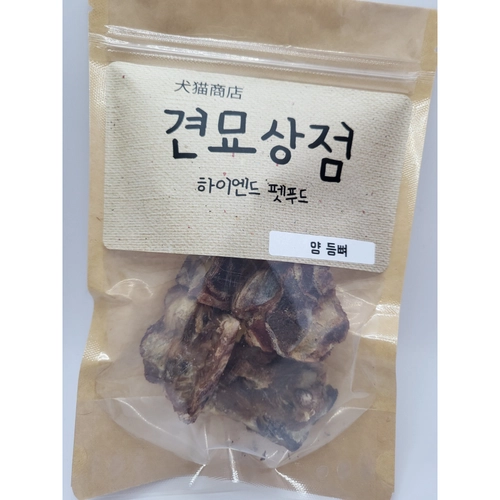 犬猫商店
견묘상점
하이엔드 펫푸드
양 등뼈